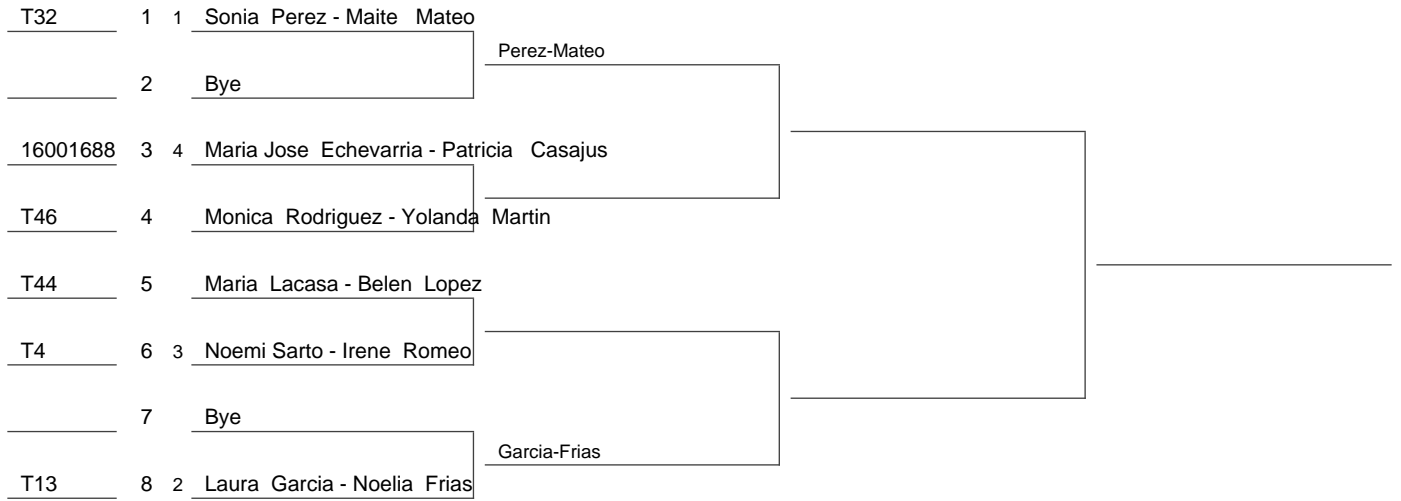 T32 1 1 Sonia Perez - Maite Mateo
Perez-Mateo
2 Bye
16001688 3 4 Maria Jose Echevarria - Patricia Casajus
T46 4 Monica Rodriguez - Yolanda Martin
T44 5 Maria Lacasa - Belen Lopez
T4 6 3 Noemi Sarto - Irene Romeo
7 Bye
Garcia-Frias
T13 8 2 Laura Garcia - Noelia Frias